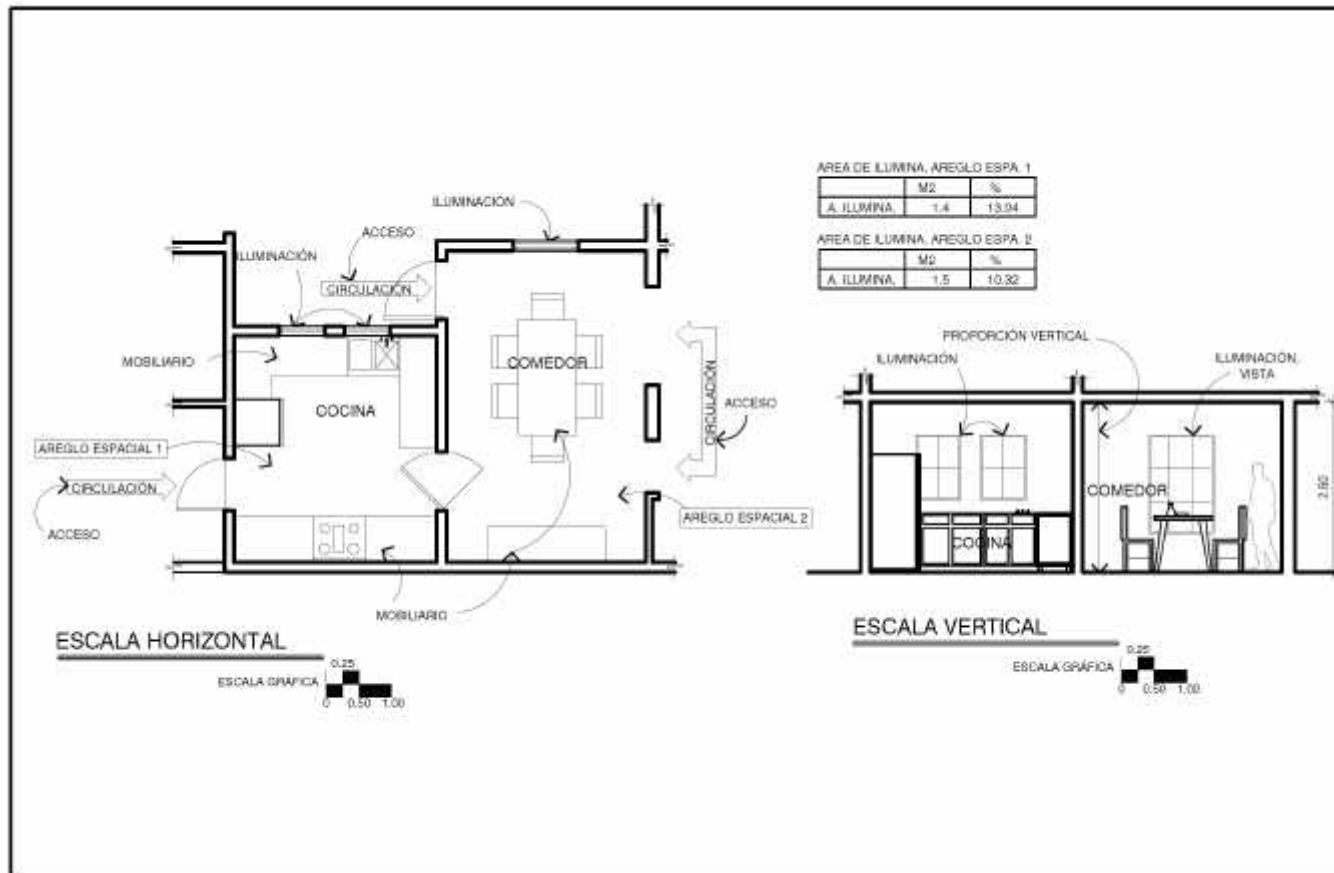 AREA DE ILUMINA. AREGLO ESPA. 1
M2 %
A. ILUMINA. 1.4 13.94
AREA DE ILUMINA. AREGLO ESPA. 2
M2 %
A. ILUMINA. 1.5 10.32
ILUMINACIÓN
ACCESO
ILUMINACIÓN
CIRCULACIÓN
MOBILIARIO
COMEDOR
COCINA
CIRCULACIÓN
ACCESO
AREGLO ESPACIAL 1
CIRCULACIÓN
ACCESO
AREGLO ESPACIAL 2
MOBILIARIO
ESCALA HORIZONTAL
ESCALA GRÁFICA
0.25
0 0.50 1.00
PROPORCIÓN VERTICAL
ILUMINACIÓN
ILUMINACIÓN,
VISTA
COMEDOR
COCINA
ESCALA VERTICAL
ESCALA GRÁFICA
0.25
0 0.50 1.00